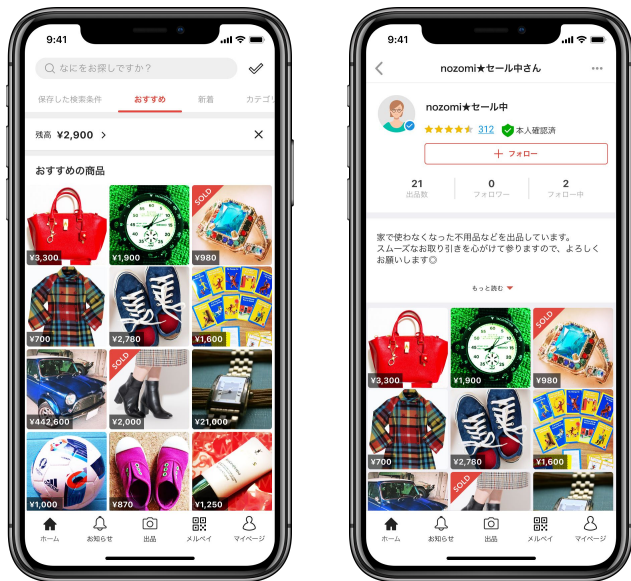 9:41
なにをお探しですか？
保存した検索条件 おすすめ 新着 カテゴリ
残高 ¥2,900
おすすめの商品
SOLD
¥3,300 ¥1,900 ¥980
¥700 ¥2,780 ¥1,600
SOLD
¥442,600 ¥2,000 ¥21,000
¥1,000 ¥870 ¥1,250
ホーム お知らせ 出品 メルペイ マイページ
9:41
nozomi★セール中さん
nozomi★セール中
312 本人確認済
フォロー
21 0 2
出品数 フォロワー フォロー中
家で使わなくなった不用品などを出品しています。
スムーズなお取り引きを心がけて参りますので、よろしく
お願いします◎
もっと読む
SOLD
¥3,300 ¥1,900 ¥980
¥700 ¥2,780 ¥1,600
SOLD
ホーム お知らせ 出品 メルペイ マイページ